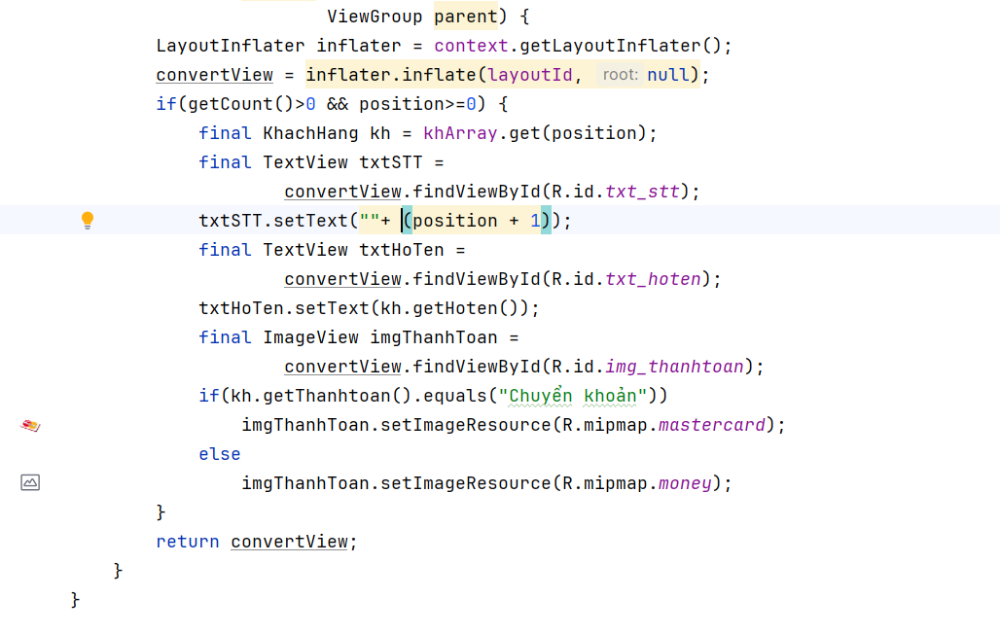 ViewGroup parent) {
LayoutInflater inflater = context.getLayoutInflater();
convertView = inflater.inflate(layoutId, root: null);
if(getCount()>0 && position>=0) {
final KhachHang kh = khArray.get(position);
final TextView txtSTT =
convertView.findViewById(R.id.txt_stt);
txtSTT.setText(""+ (position + 1));
final TextView txtHoTen =
convertView.findViewById(R.id.txt_hoten);
txtHoTen.setText(kh.getHoten());
final ImageView imgThanhToan =
convertView.findViewById(R.id.img_thanhtoan);
if(kh.getThanhtoan().equals("Chuyển khoản"))
imgThanhToan.setImageResource(R.mipmap.mastercard);
else
imgThanhToan.setImageResource(R.mipmap.money);
}
return convertView;
}
}